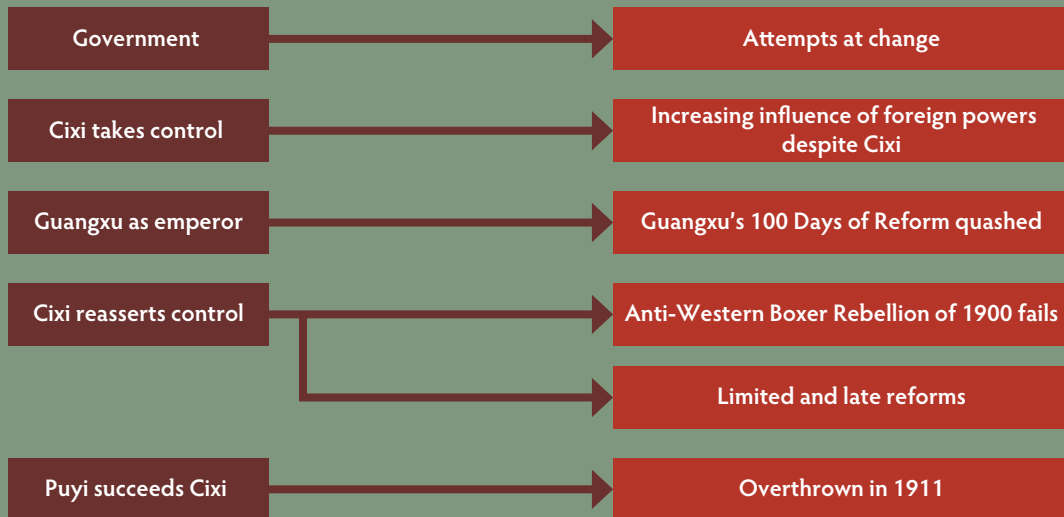 Government
Attempts at change
Cixi takes control
Increasing influence of foreign powers
despite Cixi
Guangxu as emperor
Guangxu's 100 Days of Reform quashed
Cixi reasserts control
Anti-Western Boxer Rebellion of 1900 fails
Limited and late reforms
Puyi succeeds Cixi
Overthrown in 1911